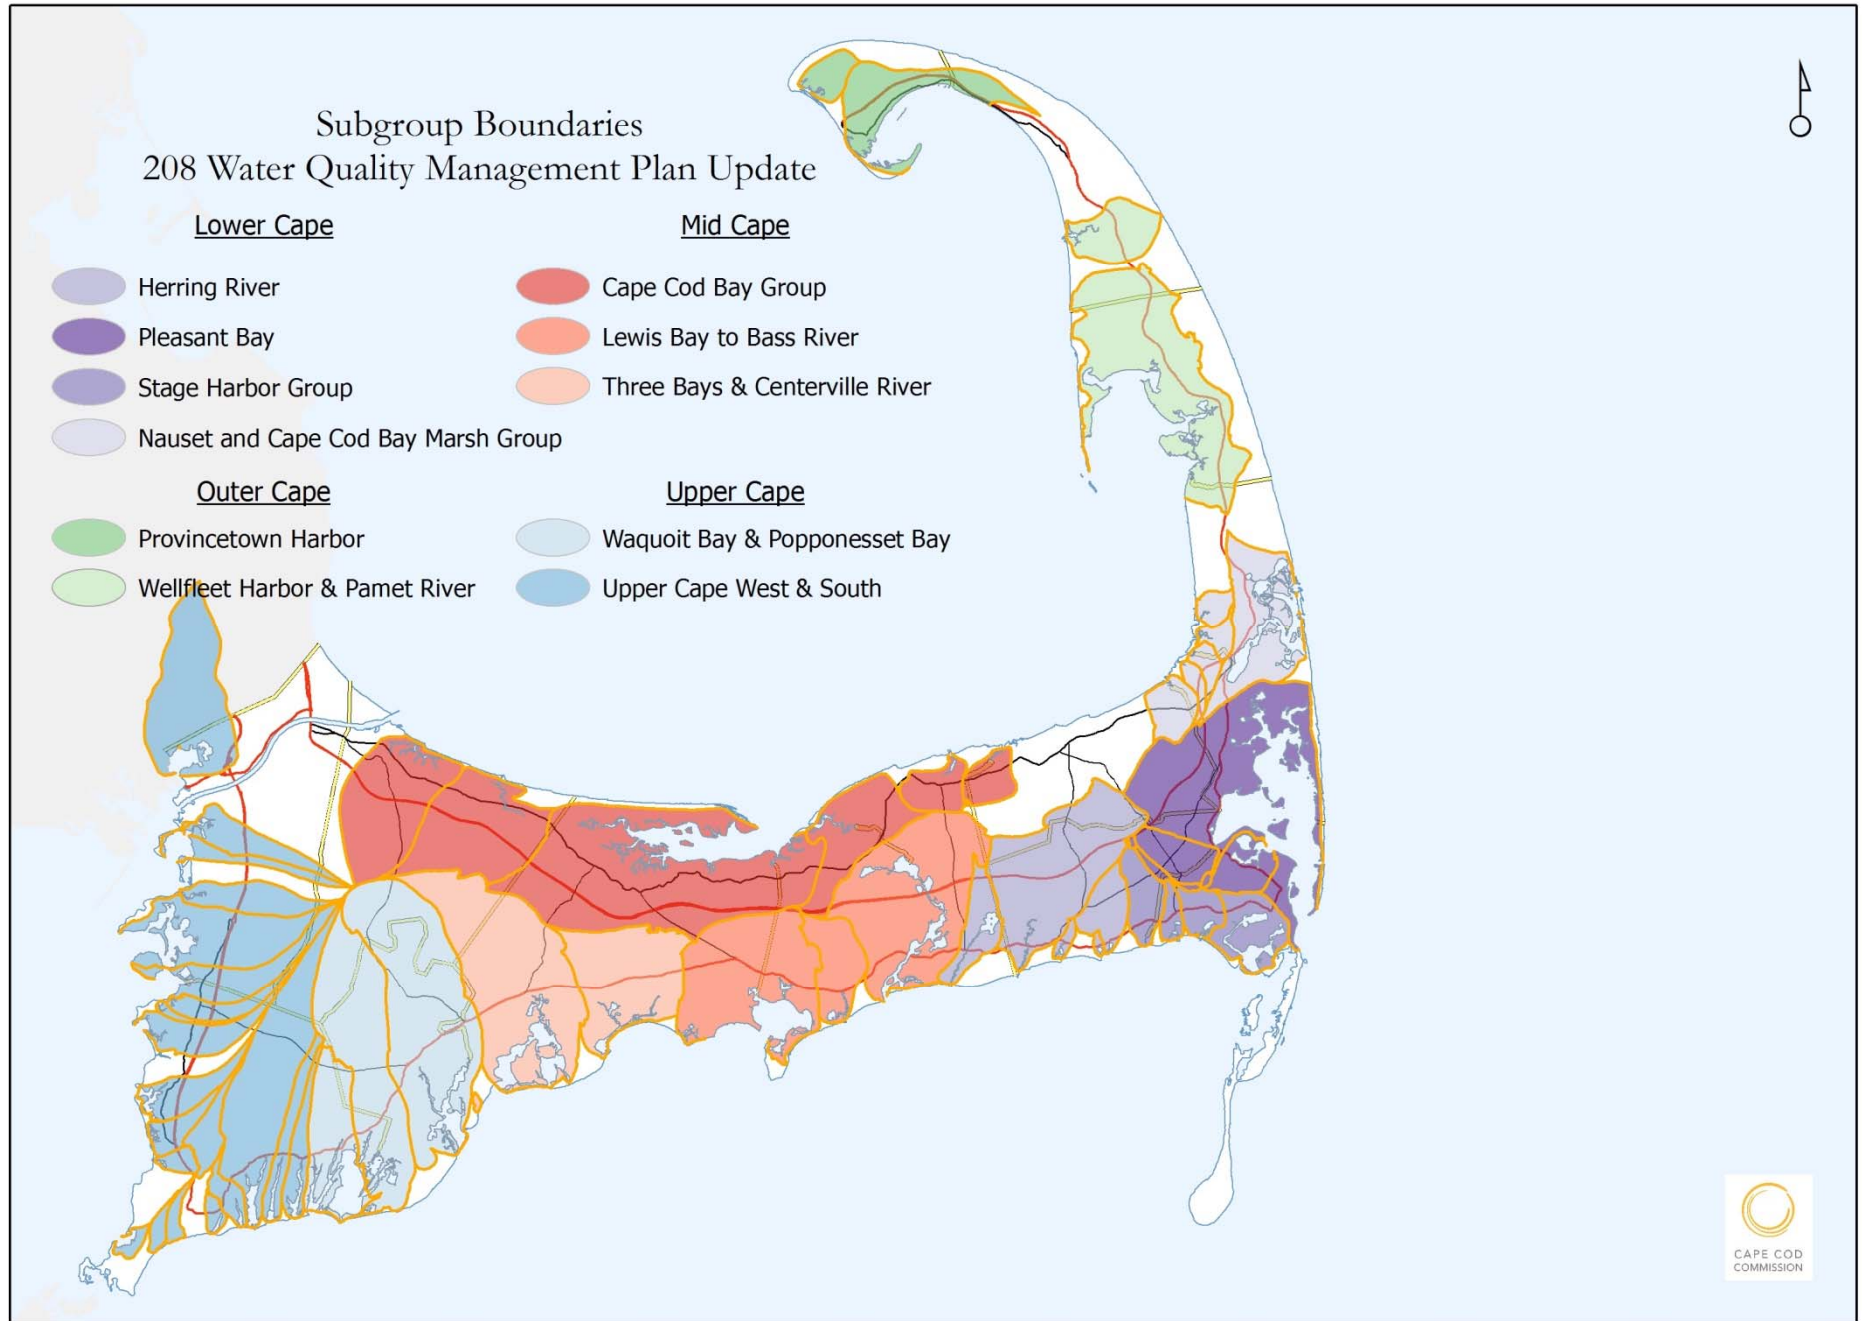 Subgroup Boundaries
208 Water Quality Management Plan Update
Lower Cape
Herring River
Pleasant Bay
Stage Harbor Group
Nauset and Cape Cod Bay Marsh Group
Mid Cape
Cape Cod Bay Group
Lewis Bay to Bass River
Three Bays & Centerville River
Outer Cape
Provincetown Harbor
Wellfleet Harbor & Pamet River
Upper Cape
Waquoit Bay & Popponesset Bay
Upper Cape West & South
CAPE COD
COMMISSION